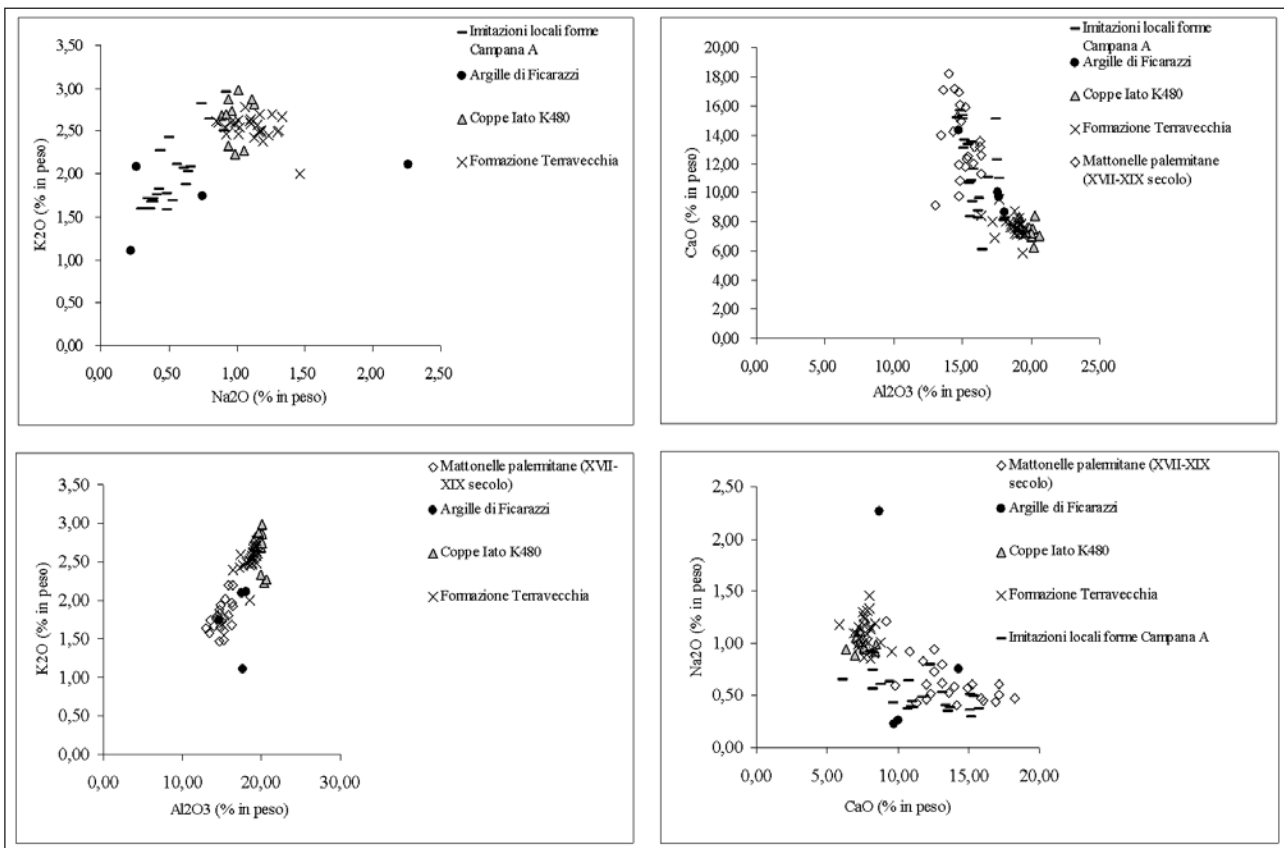 3,50
3,00
2,50
2,00
1,50
1,00
0,50
0,00
K2O (% in peso)
0,00 0,50 1,00 1,50 2,00 2,50
Na2O (% in peso)
Imitazioni locali forme
Campana A
Argille di Ficarazzi
Coppe Iato K480
Formazione Terravecchia
20,00
18,00
16,00
14,00
12,00
10,00
8,00
6,00
4,00
2,00
0,00
CaO (% in peso)
0,00 5,00 10,00 15,00 20,00 25,00
Al2O3 (% in peso)
Imitazioni locali forme
Campana A
Argille di Ficarazzi
Coppe Iato K480
Formazione Terravecchia
Mattonelle palermitane
(XVII-XIX secolo)
3,50
3,00
2,50
2,00
1,50
1,00
0,50
0,00
K2O (% in peso)
0,00 10,00 20,00 30,00
Al2O3 (% in peso)
Mattonelle palermitane (XVII-
XIX secolo)
Argille di Ficarazzi
Coppe Iato K480
Formazione Terravecchia
2,50
2,00
1,50
1,00
0,50
0,00
Na2O (% in peso)
0,00 5,00 10,00 15,00 20,00
CaO (% in peso)
Mattonelle palermitane (XVII-XIX
secolo)
Argille di Ficarazzi
Coppe Iato K480
Formazione Terravecchia
Imitazioni locali forme Campana A